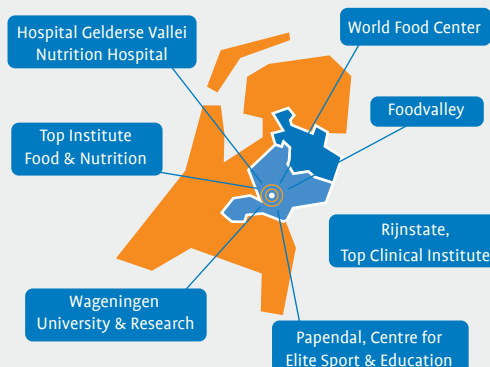 Hospital Gelderse Vallei
Nutrition Hospital
World Food Center
Foodvalley
Top Institute
Food & Nutrition
Rijnstate,
Top Clinical Institute
Wageningen
University & Research
Papendal, Centre for
Elite Sport & Education